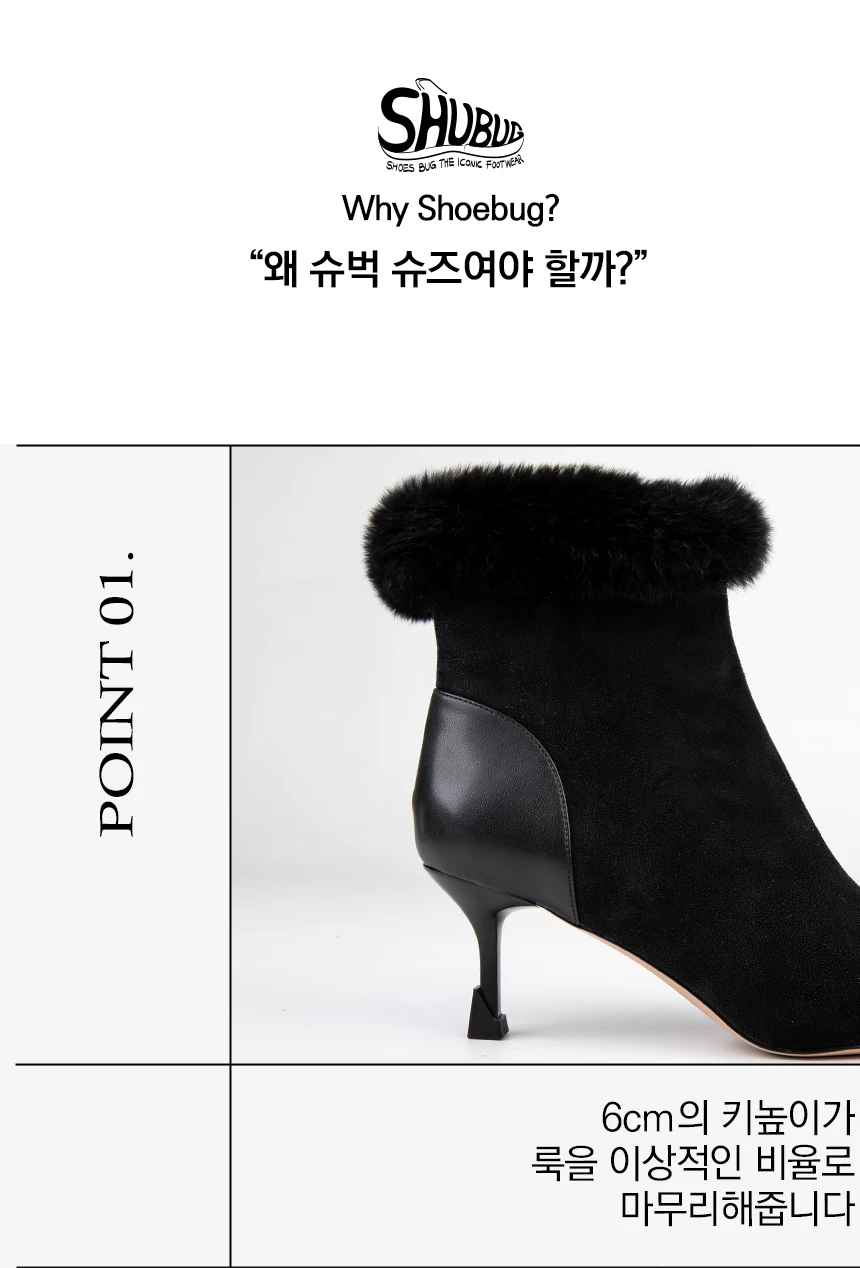 SHUBUG
SHOES BUG THE ICONIC FOOTWEAR
Why Shoebug?
“왜 슈벅 슈즈여야 할까?”
POINT 01.
6cm의 키높이가
룩을 이상적인 비율로
마무리해줍니다